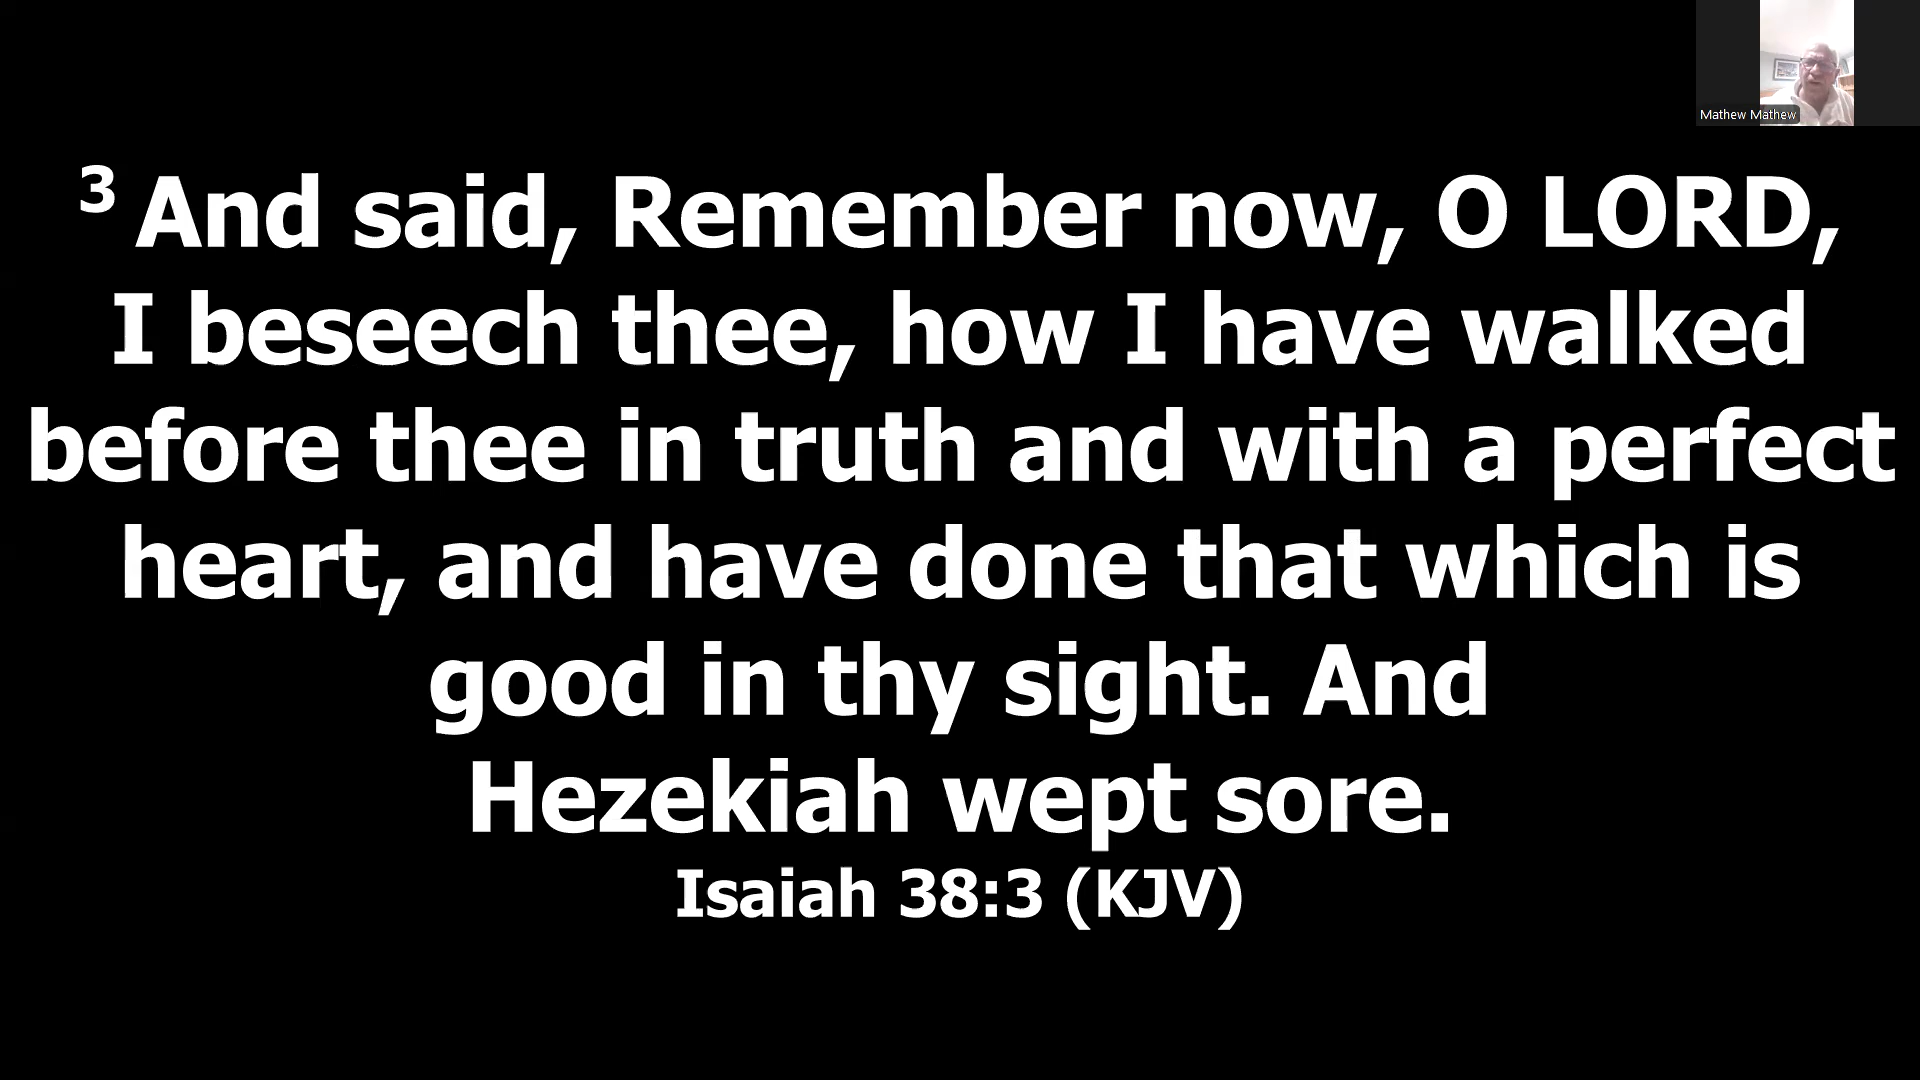 Mathew Mathew
3 And said, Remember now, O LORD,
I beseech thee, how I have walked
before thee in truth and with a perfect
heart, and have done that which is
good in thy sight. And
Hezekiah wept sore.
Isaiah 38:3 (KJV)